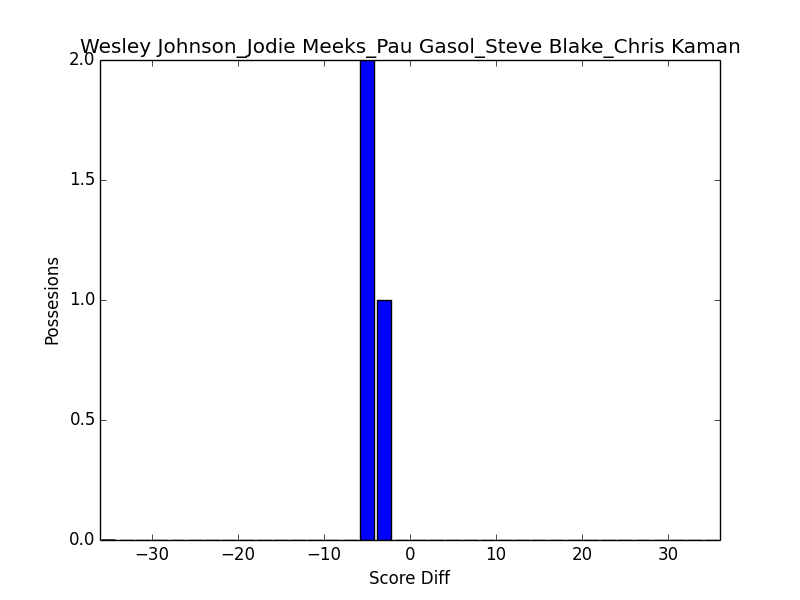 Wesley Johnson_Jodie Meeks_Pau Gasol_Steve Blake_Chris Kaman
2.0
1.5
1.0
0.5
0.0
Possesions
−30 −20 −10 0 10 20 30
Score Diff